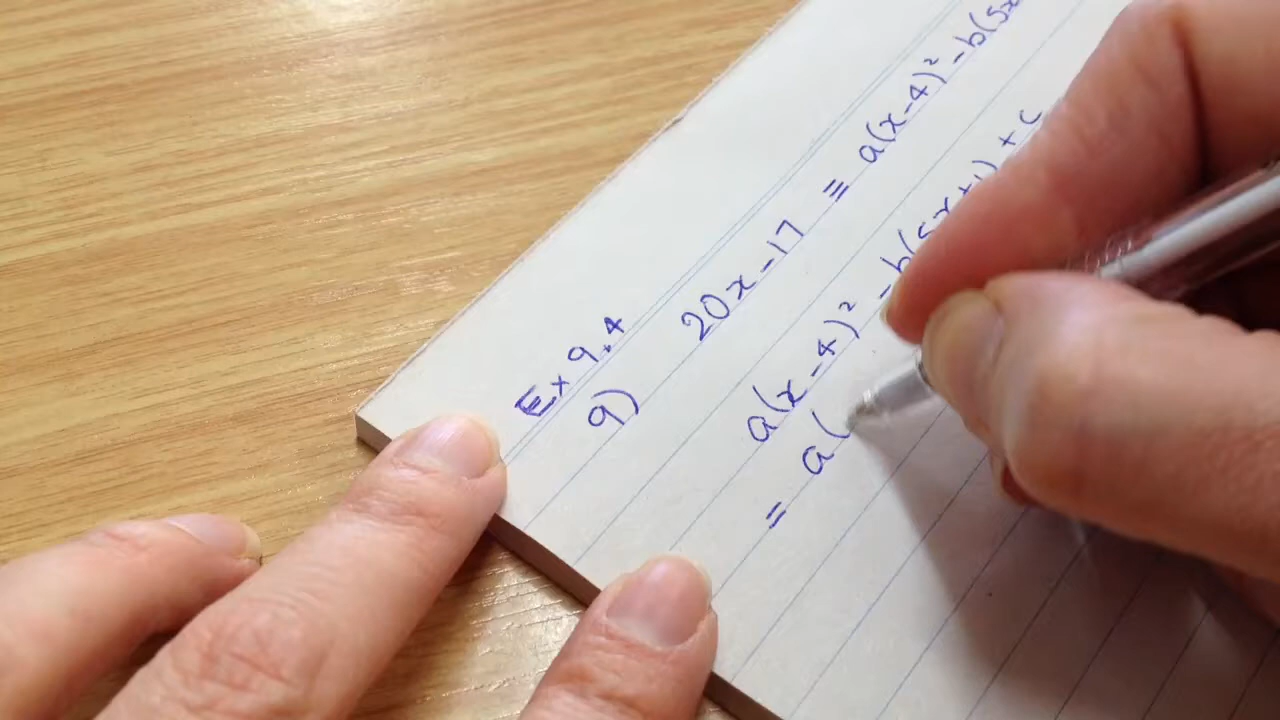 Ex 9.4
9) 20x - 17 ≡ a(x - 4)² - b(5x
a(x - 4)² - b(5x + 1) + c
= a(